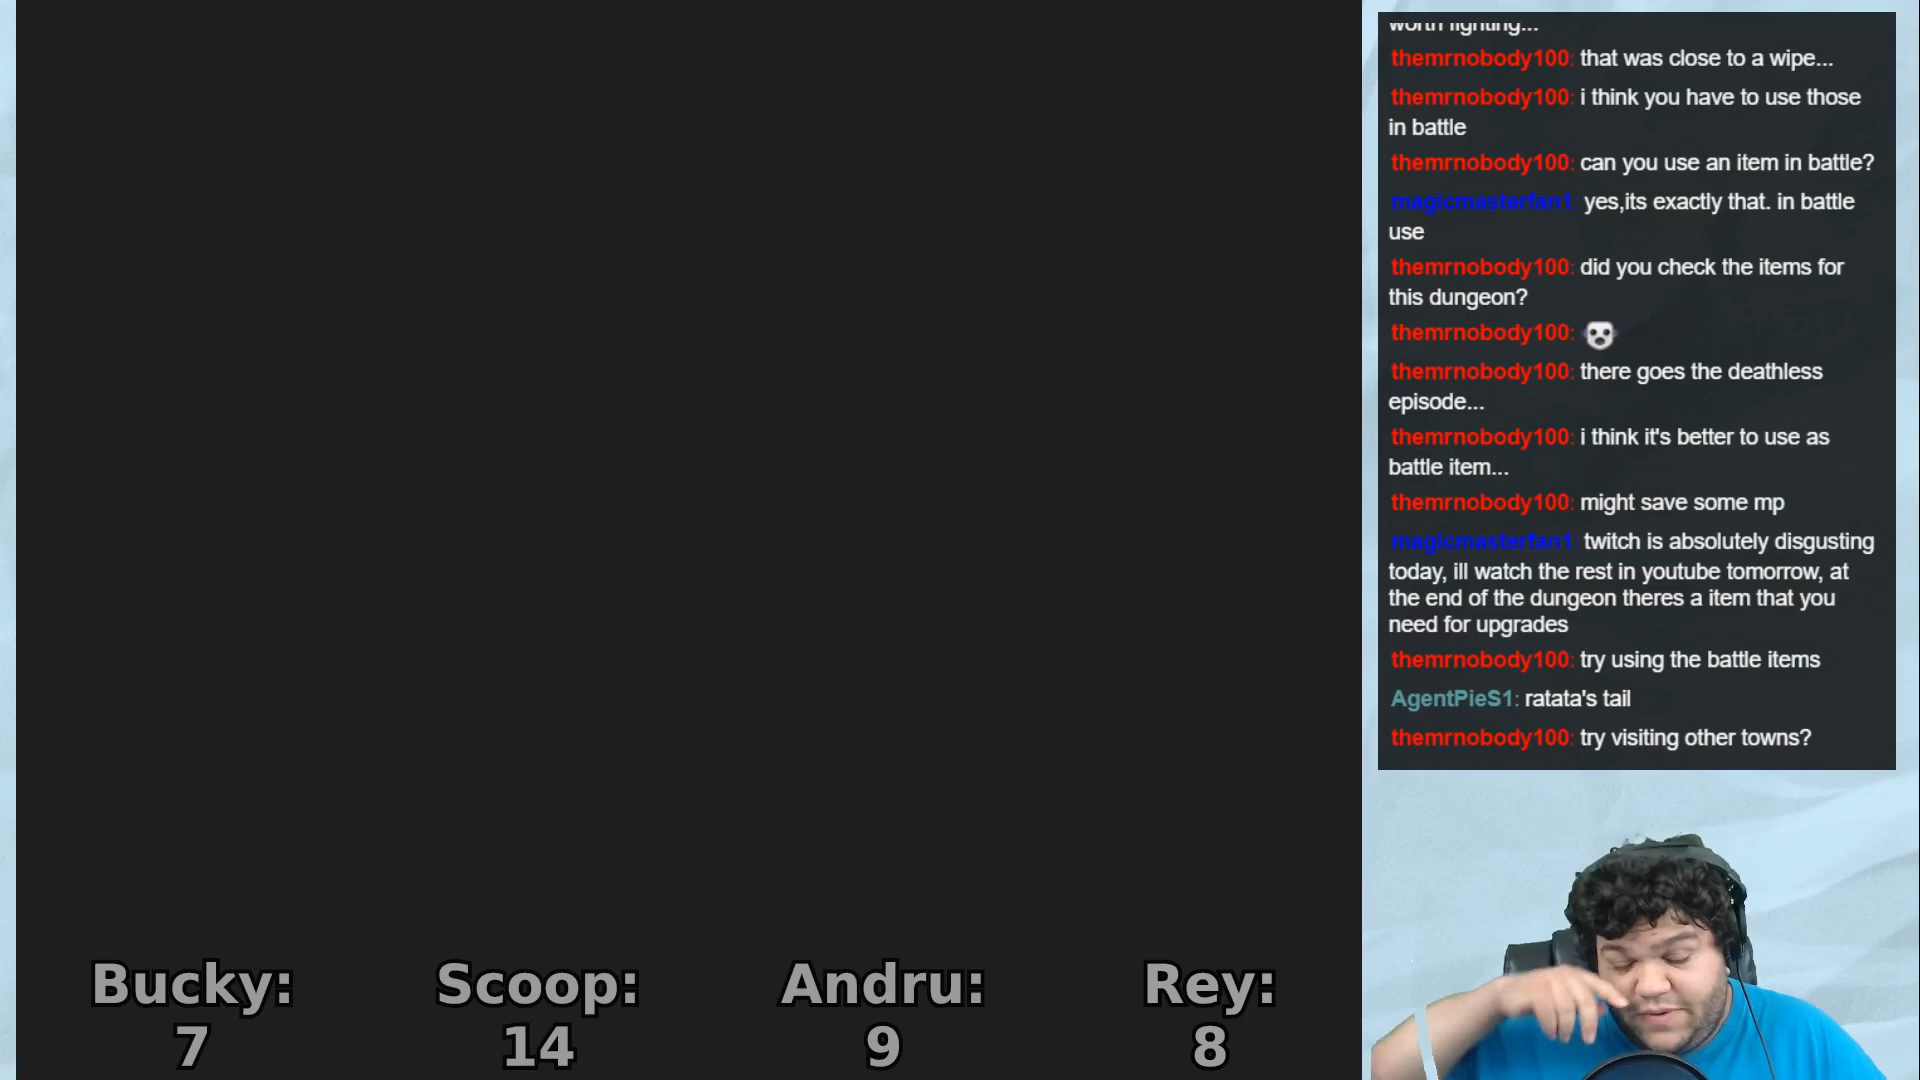 worth fighting...
themrnobody100: that was close to a wipe...
themrnobody100: i think you have to use those
in battle
themrnobody100: can you use an item in battle?
magicmasterfan1: yes,its exactly that. in battle
use
themrnobody100: did you check the items for
this dungeon?
themrnobody100:
themrnobody100: there goes the deathless
episode...
themrnobody100: i think it's better to use as
battle item...
themrnobody100: might save some mp
magicmasterfan1: twitch is absolutely disgusting
today, ill watch the rest in youtube tomorrow, at
the end of the dungeon theres a item that you
need for upgrades
themrnobody100: try using the battle items
AgentPieS1: ratata's tail
themrnobody100: try visiting other towns?
Bucky: Scoop: Andru: Rey:
7 14 9 8